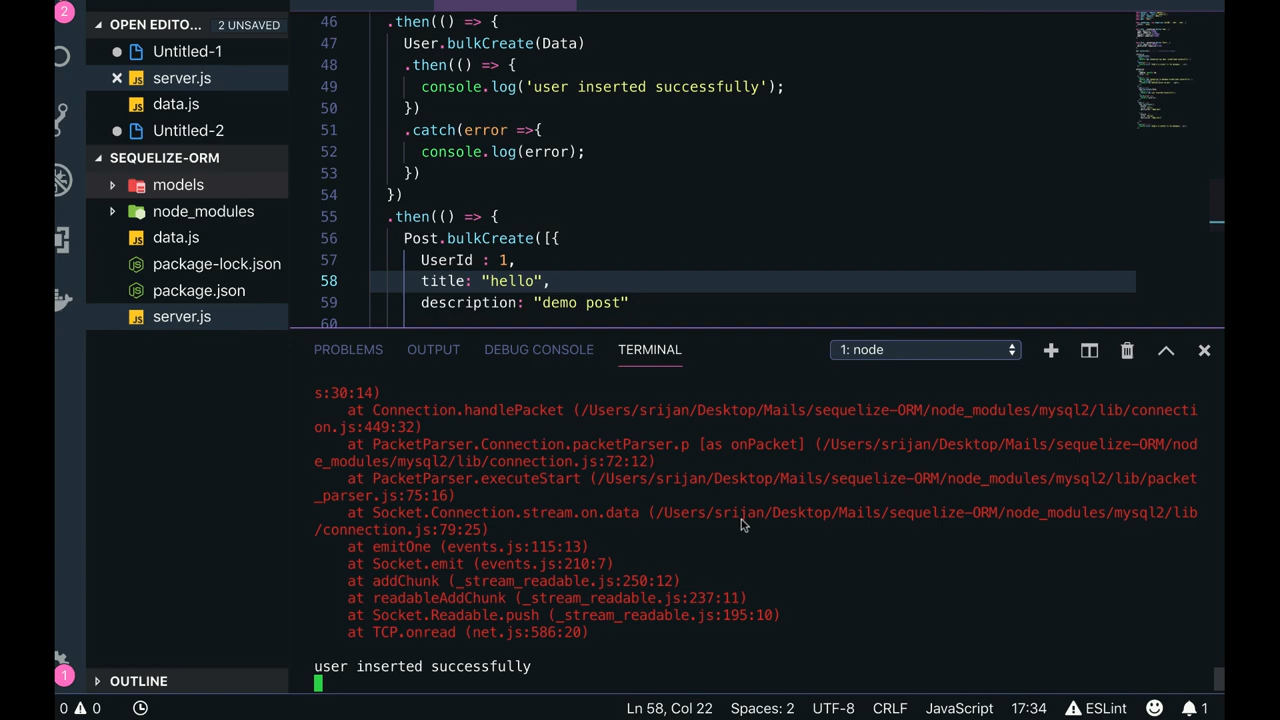 2
OPEN EDITO... 2 UNSAVED
Untitled-1
server.js
data.js
Untitled-2
SEQUELIZE-ORM
models
node_modules
data.js
package-lock.json
package.json
server.js
OUTLINE
1
46 .then(() => {
47 User.bulkCreate(Data)
48 .then(() => {
49 console.log('user inserted successfully');
50 })
51 .catch(error =>{
52 console.log(error);
53 })
54 })
55 .then(() => {
56 Post.bulkCreate([{
57 UserId : 1,
58 title: "hello",
59 description: "demo post"
60
PROBLEMS OUTPUT DEBUG CONSOLE TERMINAL 1: node
s:30:14)
at Connection.handlePacket (/Users/srijan/Desktop/Mails/sequelize-ORM/node_modules/mysql2/lib/connecti
on.js:449:32)
at PacketParser.Connection.packetParser.p [as onPacket] (/Users/srijan/Desktop/Mails/sequelize-ORM/nod
e_modules/mysql2/lib/connection.js:72:12)
at PacketParser.executeStart (/Users/srijan/Desktop/Mails/sequelize-ORM/node_modules/mysql2/lib/packet
_parser.js:75:16)
at Socket.Connection.stream.on.data (/Users/srijan/Desktop/Mails/sequelize-ORM/node_modules/mysql2/lib
/connection.js:79:25)
at emitOne (events.js:115:13)
at Socket.emit (events.js:210:7)
at addChunk (_stream_readable.js:250:12)
at readableAddChunk (_stream_readable.js:237:11)
at Socket.Readable.push (_stream_readable.js:195:10)
at TCP.onread (net.js:586:20)
user inserted successfully
0 0 Ln 58, Col 22 Spaces: 2 UTF-8 CRLF JavaScript 17:34 ESLint 1